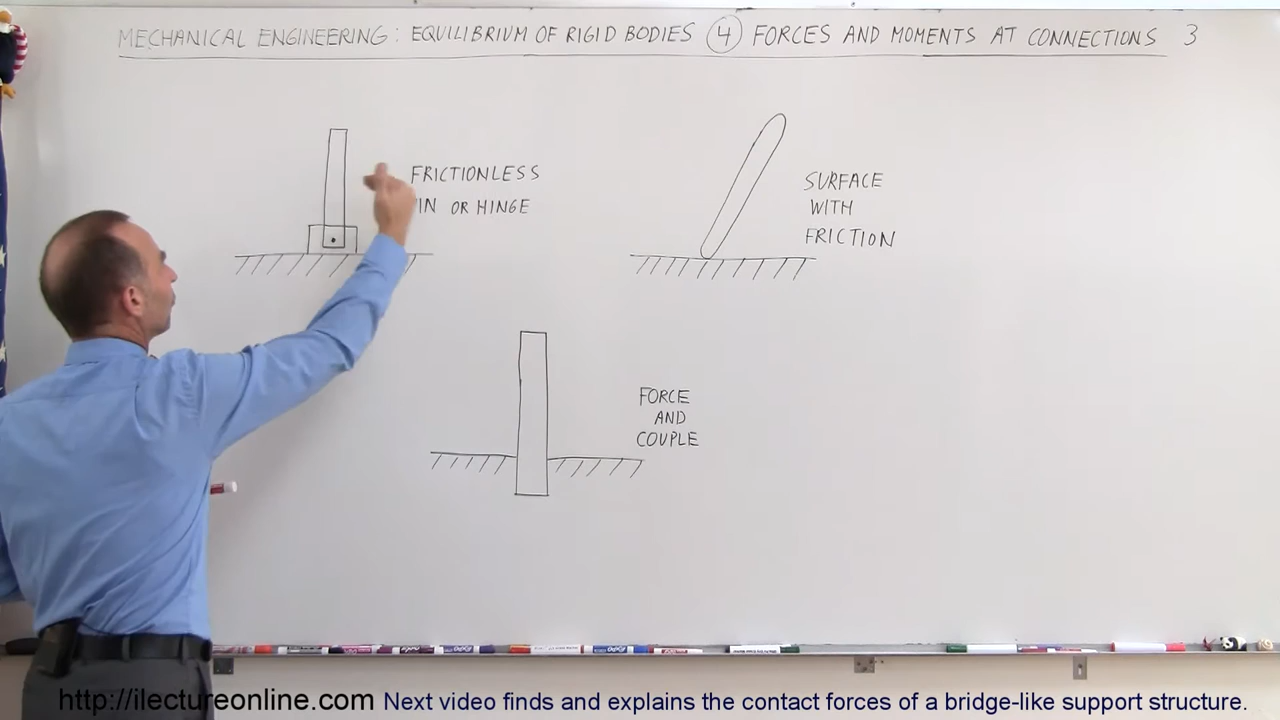 MECHANICAL ENGINEERING: EQUILIBRIUM OF RIGID BODIES 4 FORCES AND MOMENTS AT CONNECTIONS 3
FRICTIONLESS
IN OR HINGE
SURFACE
WITH
FRICTION
FORCE
AND
COUPLE
http://ilectureonline.com Next video finds and explains the contact forces of a bridge-like support structure.